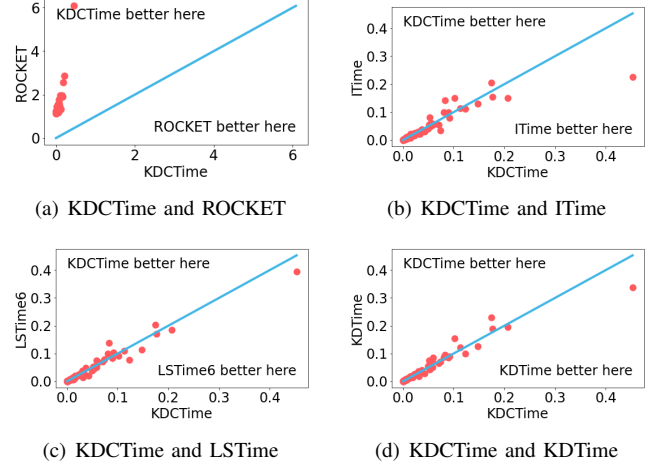 KDCTime better here
6
4
2
0
ROCKET
ROCKET better here
0
2
4
6
KDCTime
(a) KDCTime and ROCKET
KDCTime better here
0.4
0.3
0.2
0.1
0.0
ITime
ITime better here
0.0
0.1
0.2
0.3
0.4
KDCTime
(b) KDCTime and ITime
KDCTime better here
0.4
0.3
0.2
0.1
0.0
LSTime6
LSTime6 better here
0.0
0.1
0.2
0.3
0.4
KDCTime
(c) KDCTime and LSTime
KDCTime better here
0.4
0.3
0.2
0.1
0.0
KDTime
KDTime better here
0.0
0.1
0.2
0.3
0.4
KDCTime
(d) KDCTime and KDTime